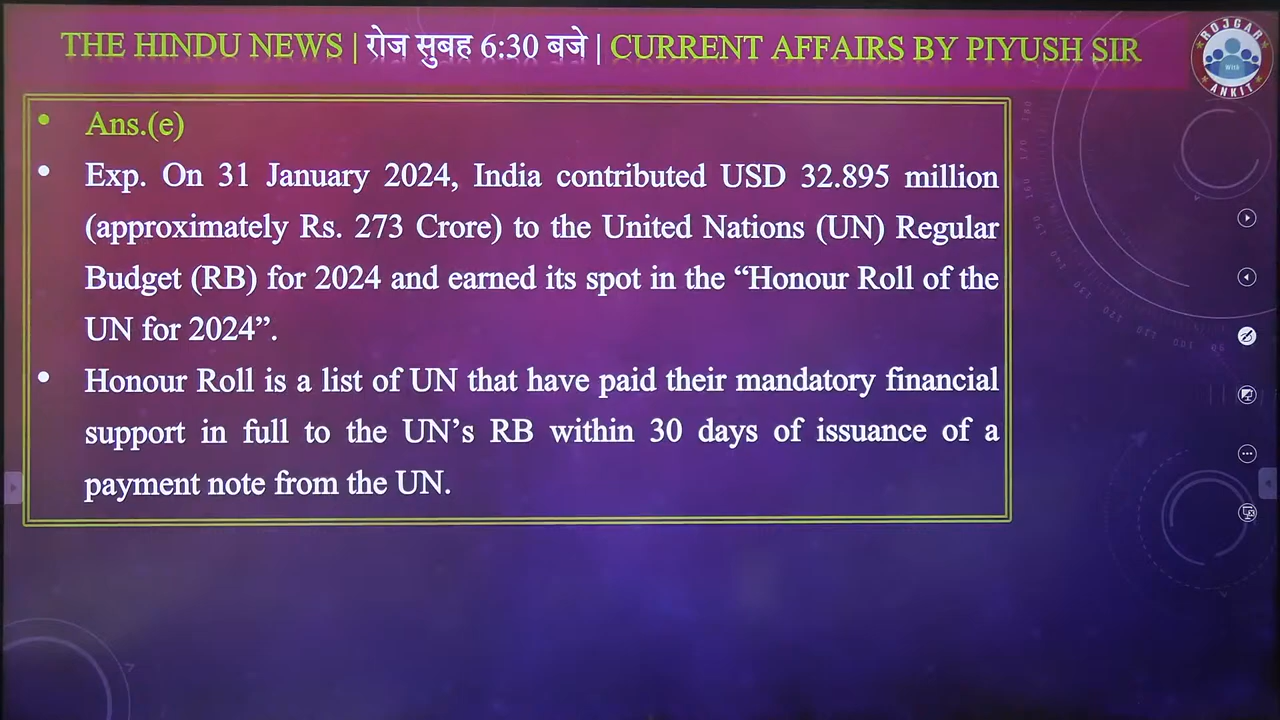 THE HINDU NEWS | रोज सुबह 6:30 बजे | CURRENT AFFAIRS BY PIYUSH SIR
ROJGAR
WITH
ANKIT
• Ans.(e)
• Exp. On 31 January 2024, India contributed USD 32.895 million
(approximately Rs. 273 Crore) to the United Nations (UN) Regular
Budget (RB) for 2024 and earned its spot in the “Honour Roll of the
UN for 2024”.
• Honour Roll is a list of UN that have paid their mandatory financial
support in full to the UN’s RB within 30 days of issuance of a
payment note from the UN.